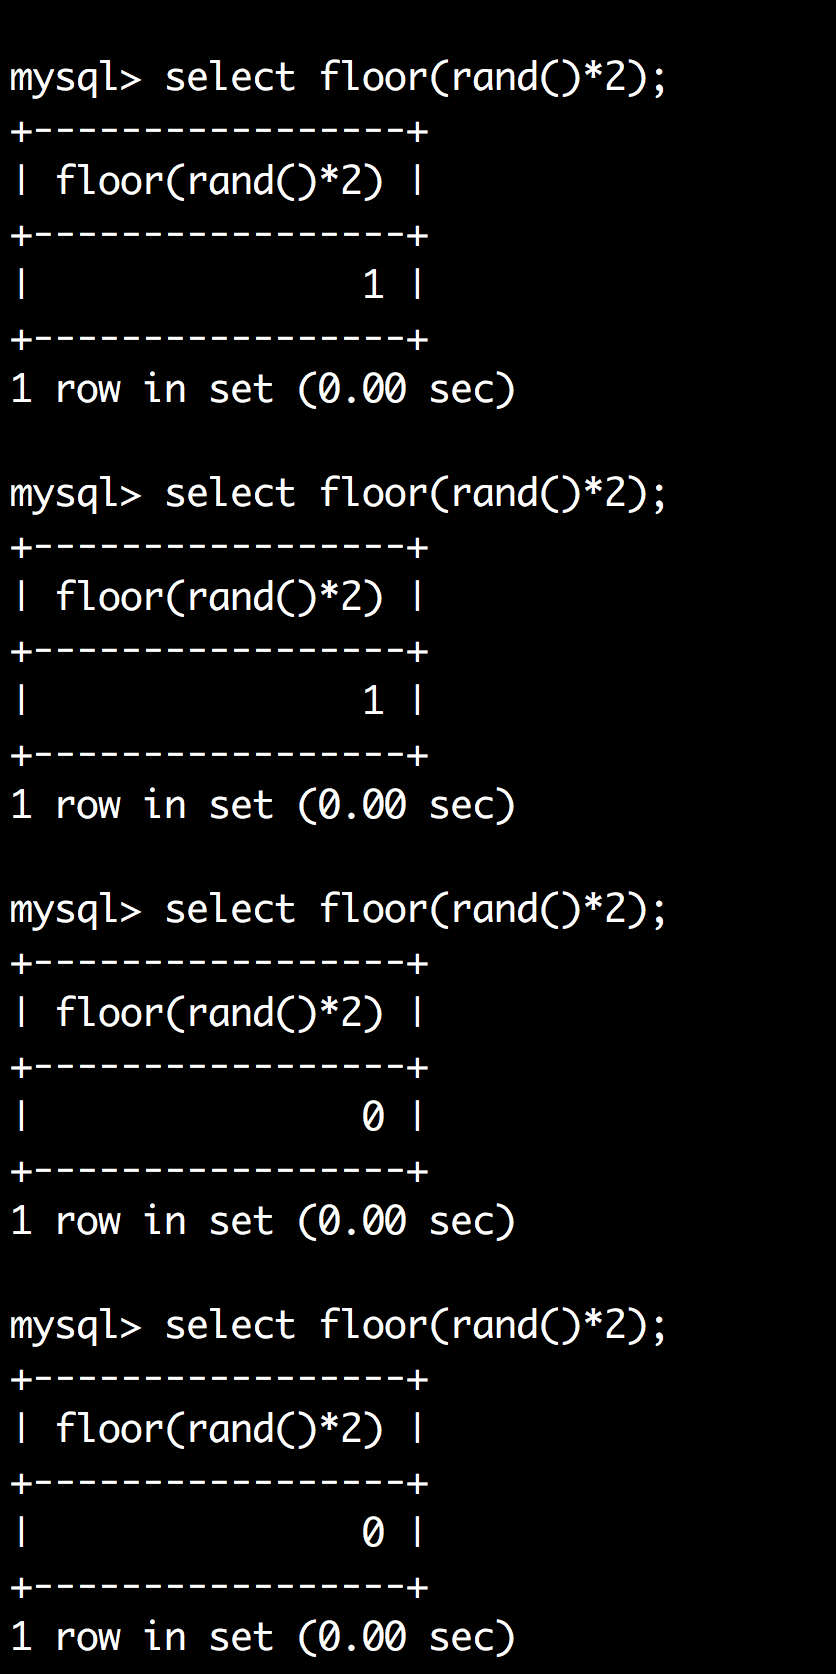 mysql> select floor(rand()*2);
+-----------------+
| floor(rand()*2) |
+-----------------+
|               1 |
+-----------------+
1 row in set (0.00 sec)
mysql> select floor(rand()*2);
+-----------------+
| floor(rand()*2) |
+-----------------+
|               1 |
+-----------------+
1 row in set (0.00 sec)
mysql> select floor(rand()*2);
+-----------------+
| floor(rand()*2) |
+-----------------+
|               0 |
+-----------------+
1 row in set (0.00 sec)
mysql> select floor(rand()*2);
+-----------------+
| floor(rand()*2) |
+-----------------+
|               0 |
+-----------------+
1 row in set (0.00 sec)